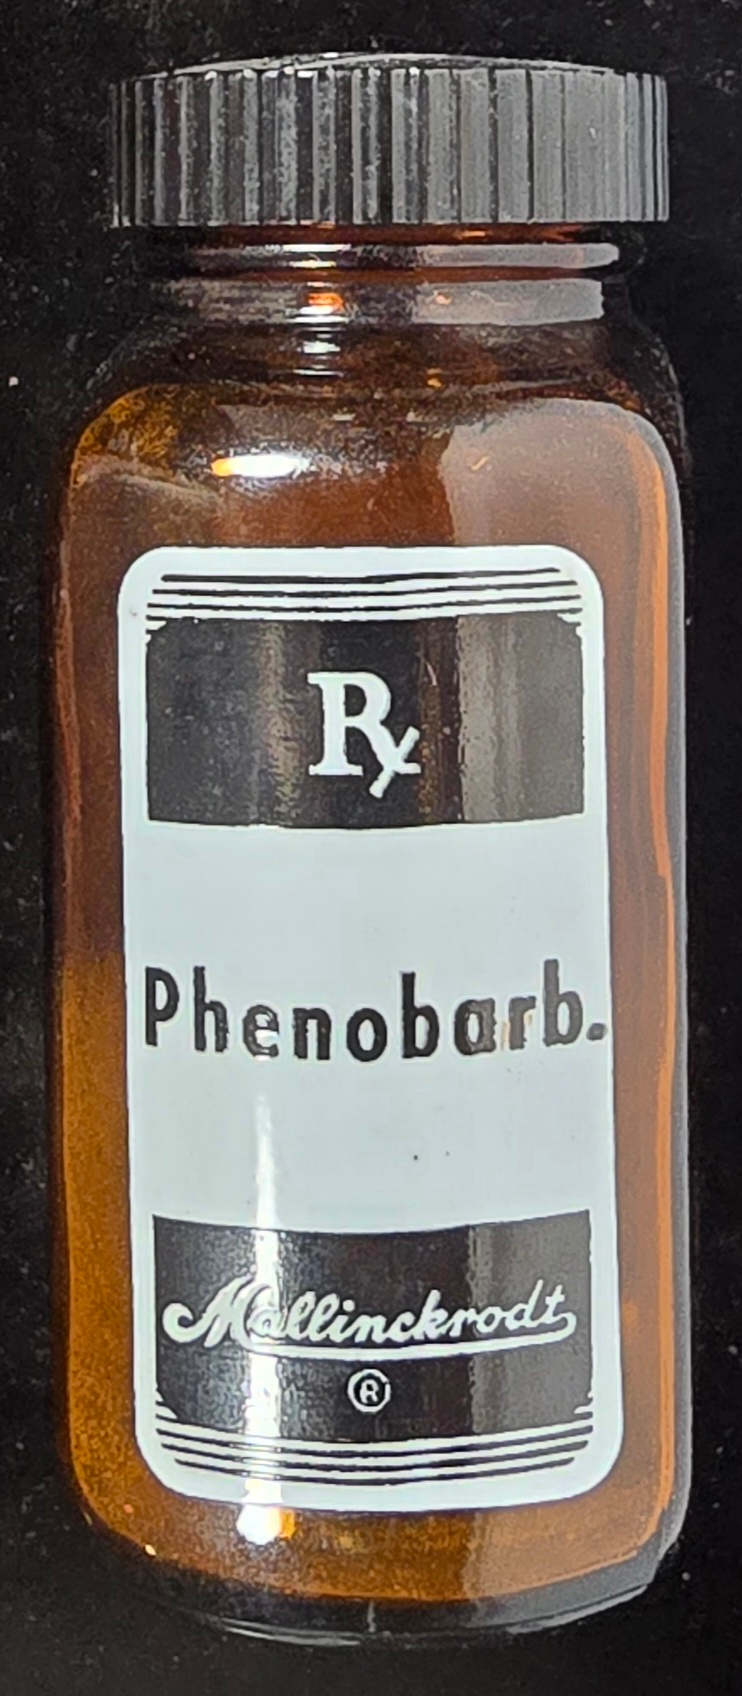 Rx
Phenobarb.
Mallinckrodt
®